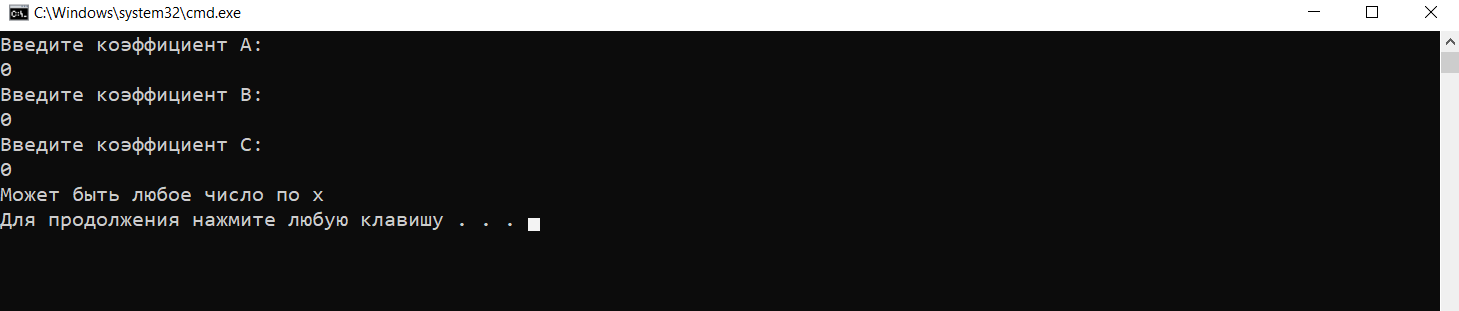 C:\Windows\system32\cmd.exe
Введите коэффициент A:
0
Введите коэффициент B:
0
Введите коэффициент C:
0
Может быть любое число по x
Для продолжения нажмите любую клавишу . . .